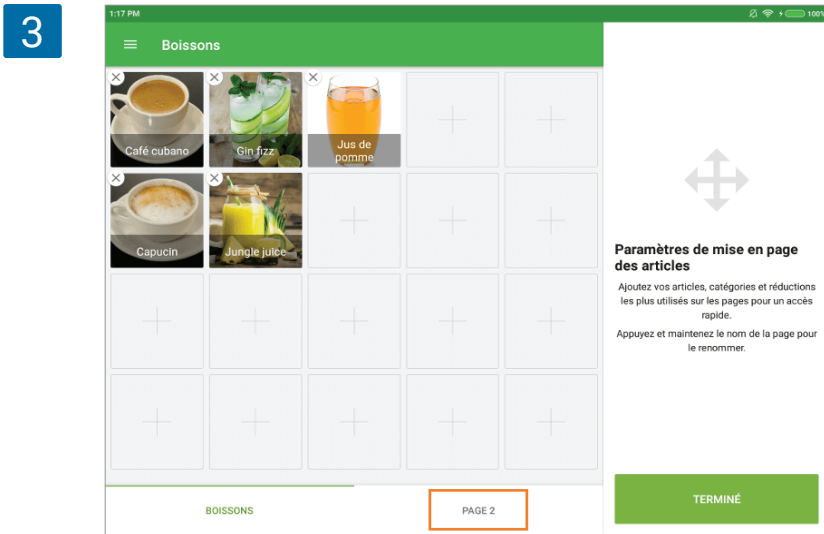 3
1:17 PM
100%
Boissons
Café cubano
Gin fizz
Jus de
pomme
Capucin
Jungle juice
Paramètres de mise en page
des articles
Ajoutez vos articles, catégories et réductions
les plus utilisés sur les pages pour un accès
rapide.
Appuyez et maintenez le nom de la page pour
le renommer.
BOISSONS
PAGE 2
TERMINÉ